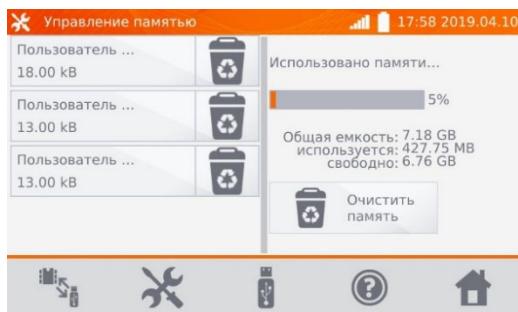 Управление памятью
17:58 2019.04.10
Пользователь ...
18.00 kB
Пользователь ...
13.00 kB
Пользователь ...
13.00 kB
Использовано памяти...
5%
Общая емкость: 7.18 GB
используется: 427.75 MB
свободно: 6.76 GB
Очистить
память